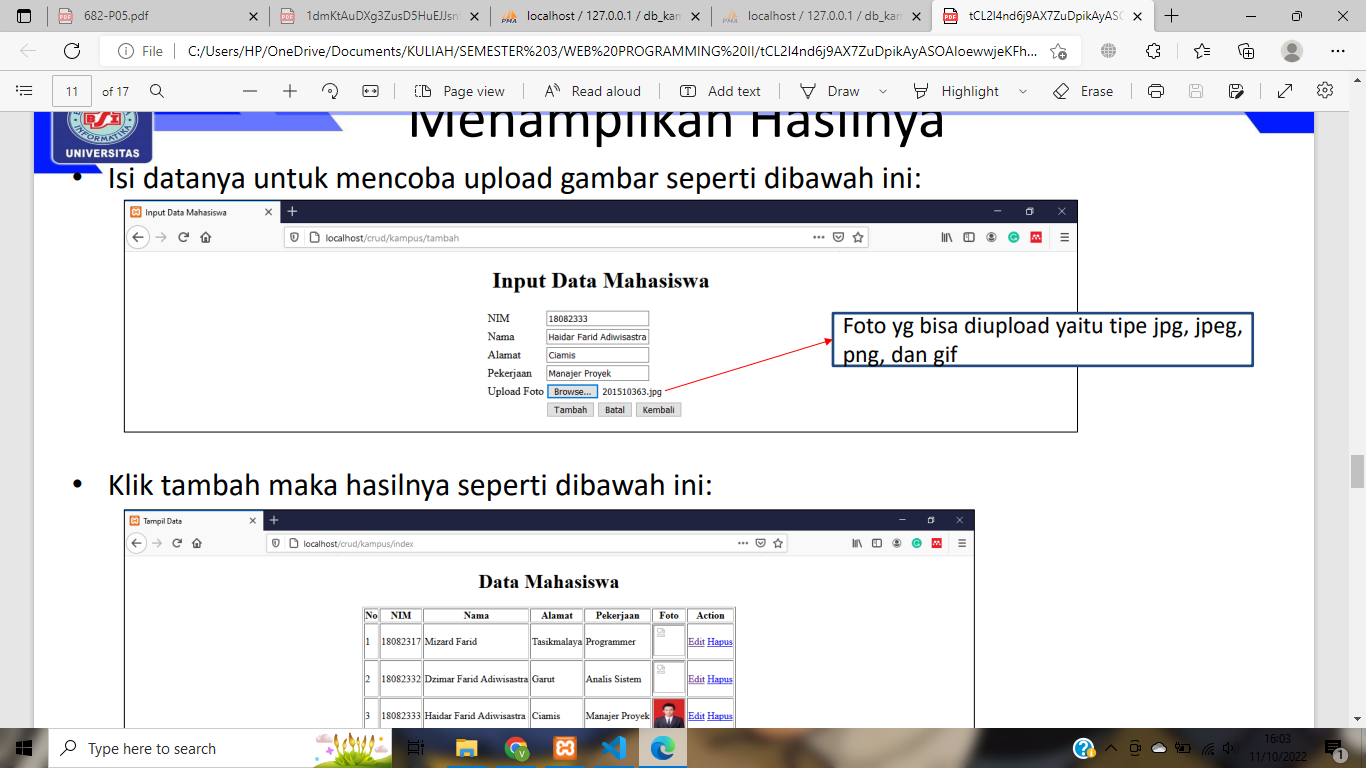 682-P05.pdf
1dmKtAuDXg3ZusD5HuEJJsn
localhost / 127.0.0.1 / db_kam
localhost / 127.0.0.1 / db_kam
tCL2I4nd6j9AX7ZuDpikAyASO
File
C:/Users/HP/OneDrive/Documents/KULIAH/SEMESTER%203/WEB%20PROGRAMMING%20II/tCL2I4nd6j9AX7ZuDpikAyASOAIoewwjeKFh...
11 of 17
Page view
Read aloud
Add text
Draw
Highlight
Erase
Menampilkan Hasilnya
BSI
INFORMATIKA
UNIVERSITAS
• Isi datanya untuk mencoba upload gambar seperti dibawah ini:
Input Data Mahasiswa
localhost/crud/kampus/tambah
Input Data Mahasiswa
NIM 18082333
Nama Haidar Farid Adiwisastra
Alamat Ciamis
Pekerjaan Manajer Proyek
Upload Foto Browse... 201510363.jpg
Tambah Batal Kembali
Foto yg bisa diupload yaitu tipe jpg, jpeg,
png, dan gif
• Klik tambah maka hasilnya seperti dibawah ini:
Tampil Data
localhost/crud/kampus/index
Data Mahasiswa
No NIM Nama Alamat Pekerjaan Foto Action
1 18082317 Mizard Farid Tasikmalaya Programmer Edit Hapus
2 18082332 Dzimar Farid Adiwisastra Garut Analis Sistem Edit Hapus
3 18082333 Haidar Farid Adiwisastra Ciamis Manajer Proyek Edit Hapus
Type here to search
16:03
11/10/2022
1